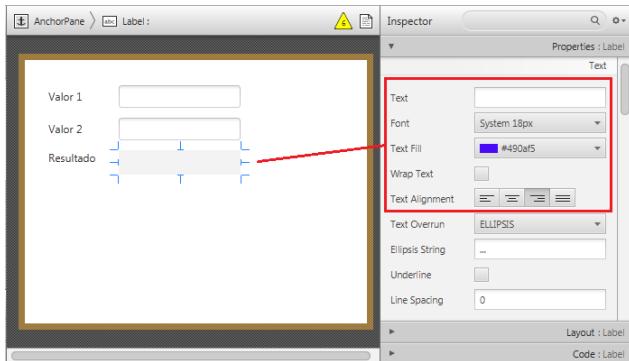 AnchorPane
abc Label :
6
Valor 1
Valor 2
Resultado
Inspector
Properties : Label
Text
Text
Font System 18px
Text Fill #490af5
Wrap Text
Text Alignment
Text Overrun ELLIPSIS
Ellipsis String ...
Underline
Line Spacing 0
Layout : Label
Code : Label